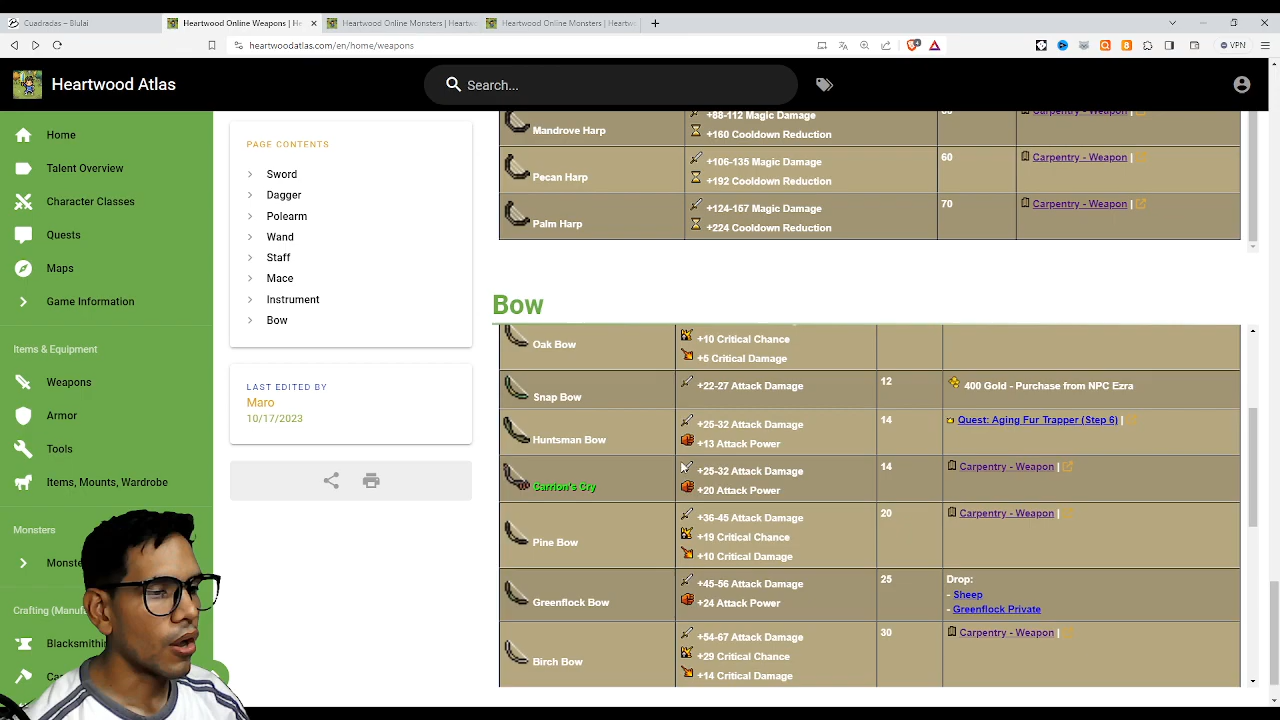 Cuadradas – Blulai
Heartwood Online Weapons | He
Heartwood Online Monsters | Heartw
Heartwood Online Monsters | Heartw
heartwoodatlas.com/en/home/weapons
VPN
Heartwood Atlas
Search...
Home
Talent Overview
Character Classes
Quests
Maps
Game Information
Items & Equipment
Weapons
Armor
Tools
Items, Mounts, Wardrobe
Monsters
Crafting (Manuf
Blacksmithin
PAGE CONTENTS
Sword
Dagger
Polearm
Wand
Staff
Mace
Instrument
Bow
LAST EDITED BY
Maro
10/17/2023
Mandrove Harp
+88-112 Magic Damage
+160 Cooldown Reduction
Carpentry - Weapon |
Pecan Harp
+106-135 Magic Damage
+192 Cooldown Reduction
60
Carpentry - Weapon |
Palm Harp
+124-157 Magic Damage
+224 Cooldown Reduction
70
Carpentry - Weapon |
Bow
Oak Bow
+10 Critical Chance
+5 Critical Damage
Snap Bow
+22-27 Attack Damage
12
400 Gold - Purchase from NPC Ezra
Huntsman Bow
+25-32 Attack Damage
+13 Attack Power
14
Quest: Aging Fur Trapper (Step 6) |
Carrion's Cry
+25-32 Attack Damage
+20 Attack Power
14
Carpentry - Weapon |
Pine Bow
+36-45 Attack Damage
+19 Critical Chance
+10 Critical Damage
20
Carpentry - Weapon |
Greenflock Bow
+45-56 Attack Damage
+24 Attack Power
25
Drop:
- Sheep
- Greenflock Private
Birch Bow
+54-67 Attack Damage
+29 Critical Chance
+14 Critical Damage
30
Carpentry - Weapon |